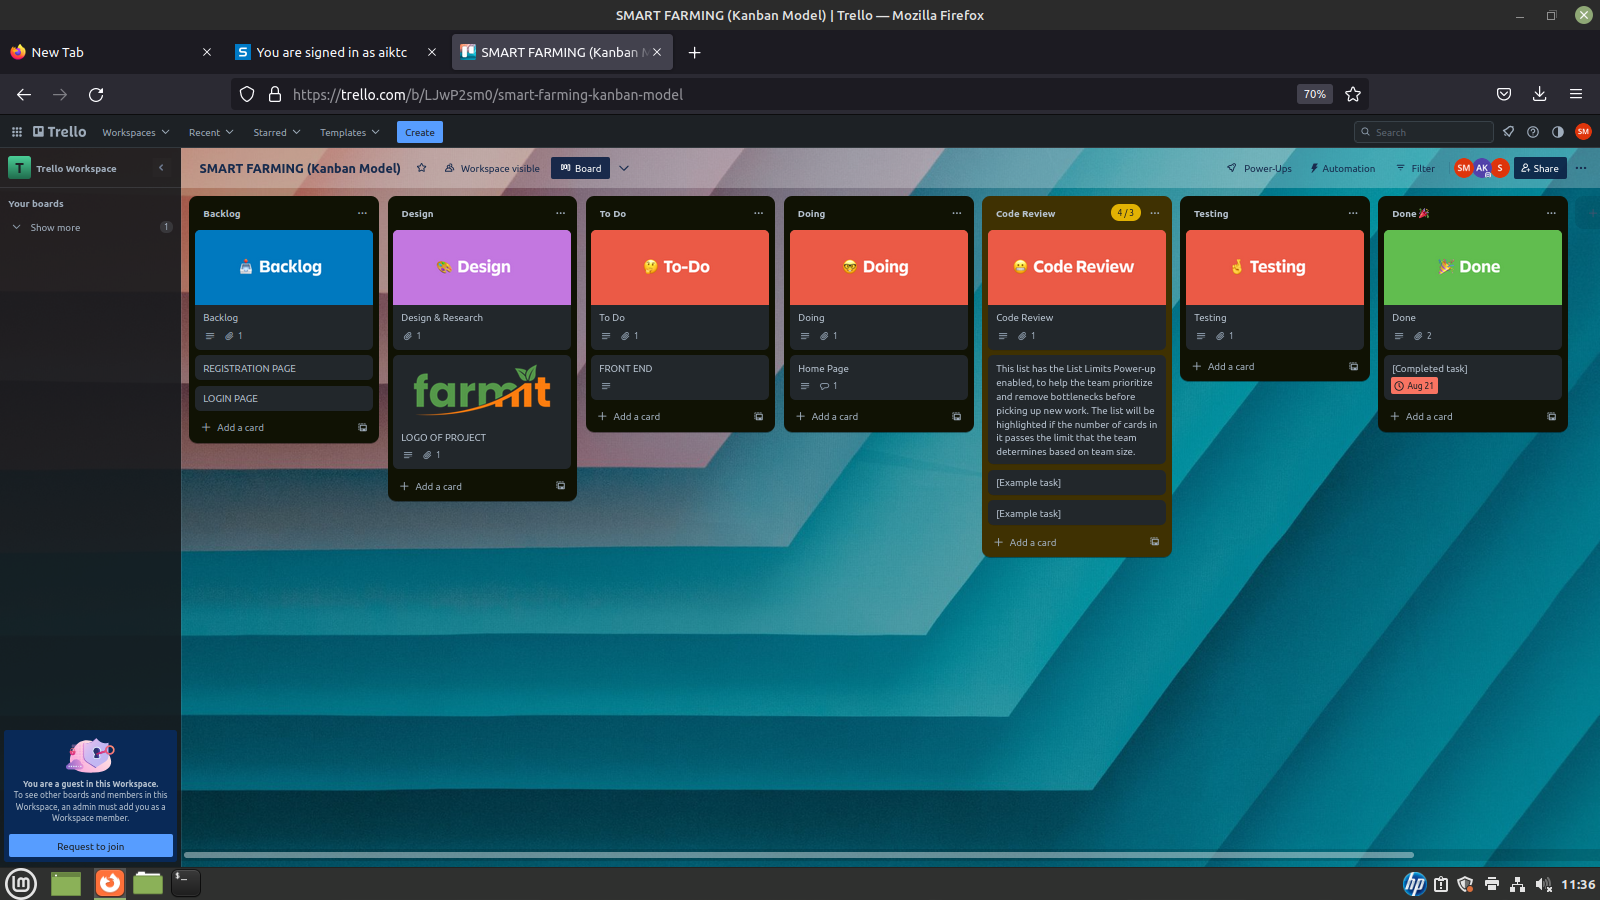 SMART FARMING (Kanban Model) | Trello — Mozilla Firefox
New Tab
You are signed in as aiktc
SMART FARMING (Kanban M
https://trello.com/b/LJwP2sm0/smart-farming-kanban-model
70%
Trello
Workspaces
Recent
Starred
Templates
Create
Search
SM
T
Trello Workspace
SMART FARMING (Kanban Model)
Workspace visible
Board
Power-Ups
Automation
Filter
SM
AK
S
Share
Your boards
Show more
1
Backlog
Backlog
Backlog
1
REGISTRATION PAGE
LOGIN PAGE
Add a card
Design
Design
Design & Research
1
farmit
LOGO OF PROJECT
1
Add a card
To Do
To-Do
To Do
1
FRONT END
Add a card
Doing
Doing
Doing
1
Home Page
1
Add a card
Code Review
4 / 3
Code Review
Code Review
1
This list has the List Limits Power-up
enabled, to help the team prioritize
and remove bottlenecks before
picking up new work. The list will be
highlighted if the number of cards in
it passes the limit that the team
determines based on team size.
[Example task]
[Example task]
Add a card
Testing
Testing
Testing
1
Add a card
Done 🎉
Done
Done
2
[Completed task]
Aug 21
Add a card
You are a guest in this Workspace.
To see other boards and members in this
Workspace, an admin must add you as a
Workspace member.
Request to join
hp
11:36